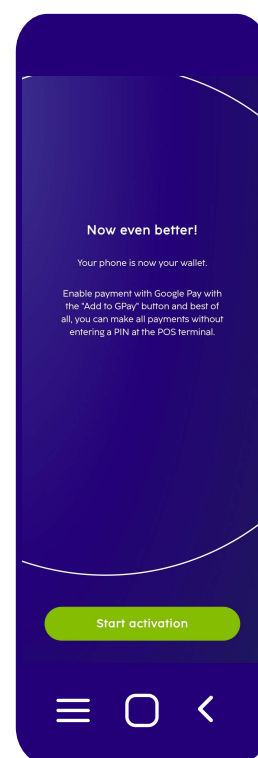 Now even better!
Your phone is now your wallet.
Enable payment with Google Pay with
the "Add to GPay" button and best of
all, you can make all payments without
entering a PIN at the POS terminal.
Start activation